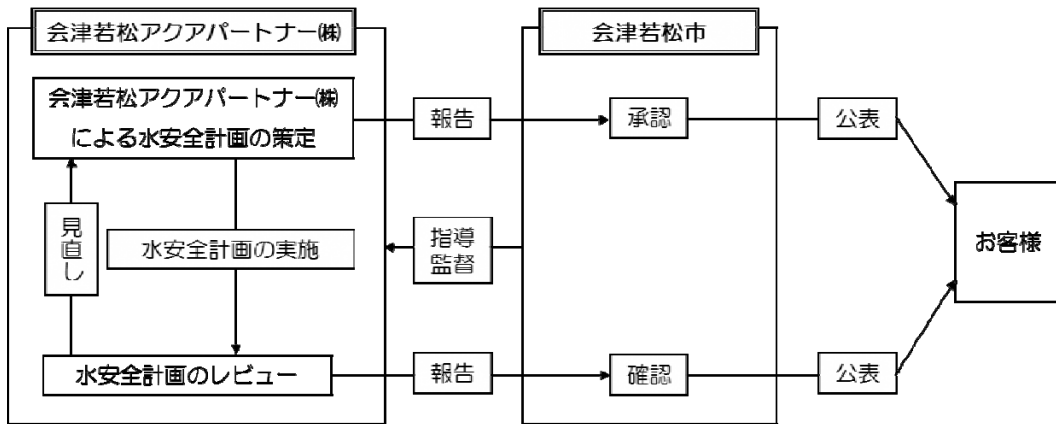 会津若松アクアパートナー㈱
会津若松市
会津若松アクアパートナー㈱
による水安全計画の策定
報告
承認
公表
見直し
水安全計画の実施
指導
監督
お客様
水安全計画のレビュー
報告
確認
公表